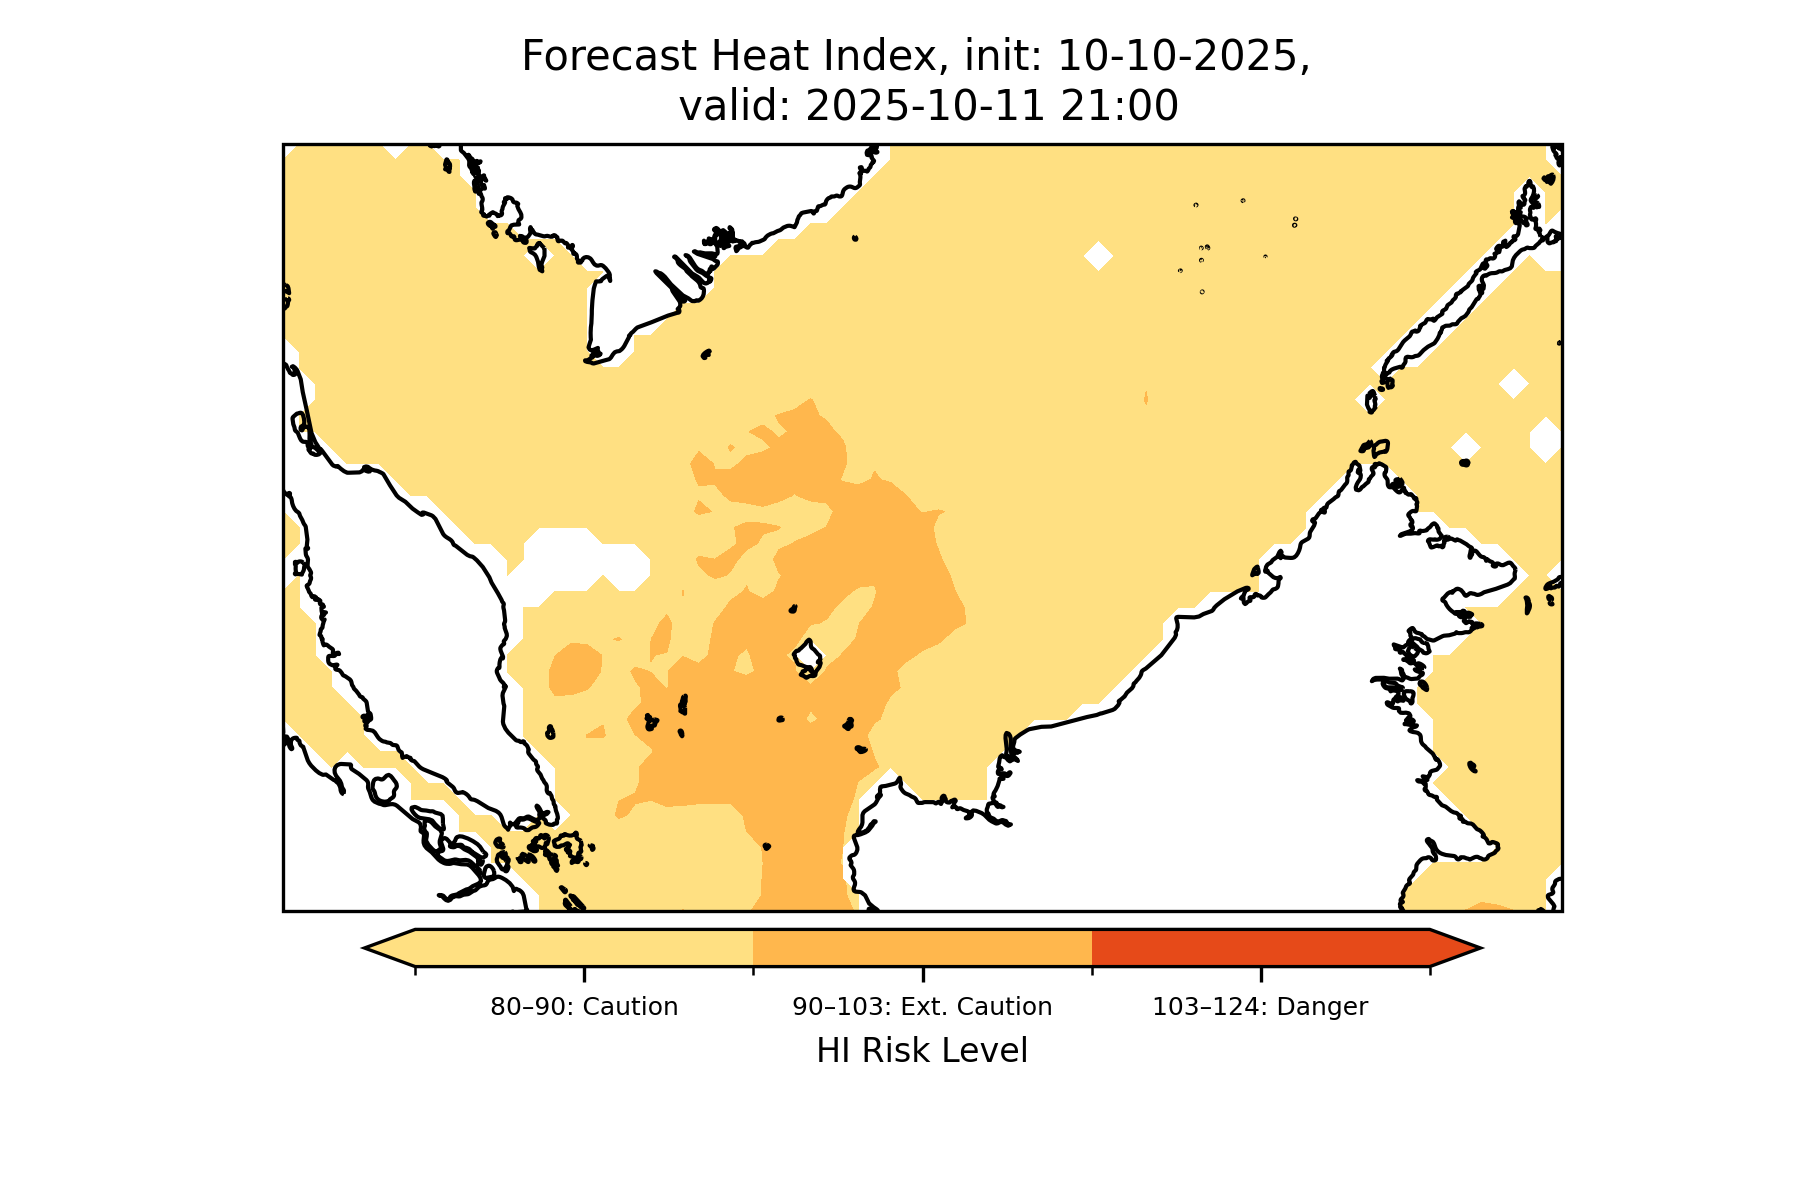 Forecast Heat Index, init: 10-10-2025,
valid: 2025-10-11 21:00
80–90: Caution
90–103: Ext. Caution
103–124: Danger
HI Risk Level